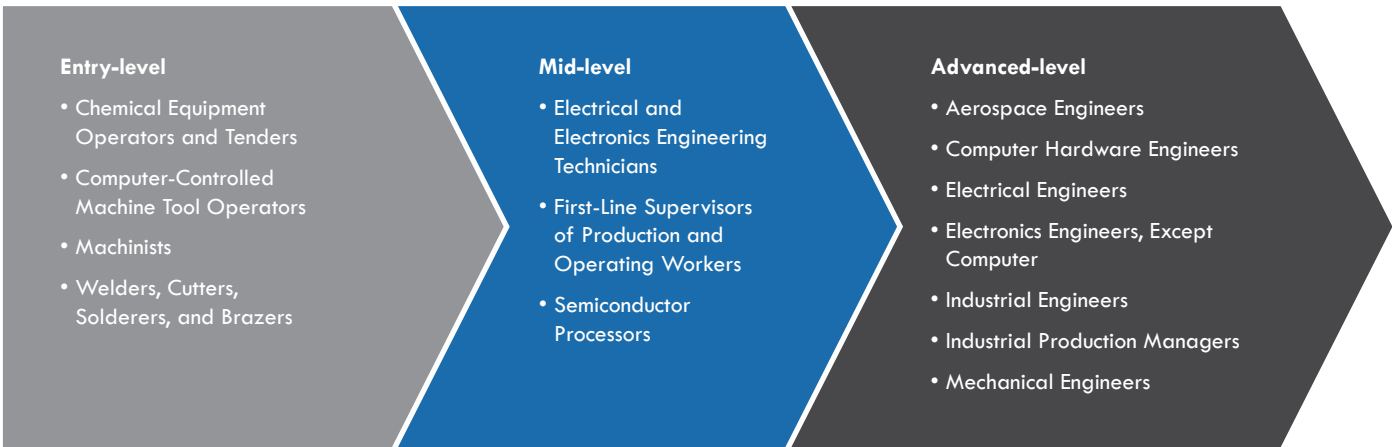 Entry-level
• Chemical Equipment
Operators and Tenders
• Computer-Controlled
Machine Tool Operators
• Machinists
• Welders, Cutters,
Solderers, and Brazers
Mid-level
• Electrical and
Electronics Engineering
Technicians
• First-Line Supervisors
of Production and
Operating Workers
• Semiconductor
Processors
Advanced-level
• Aerospace Engineers
• Computer Hardware Engineers
• Electrical Engineers
• Electronics Engineers, Except
Computer
• Industrial Engineers
• Industrial Production Managers
• Mechanical Engineers